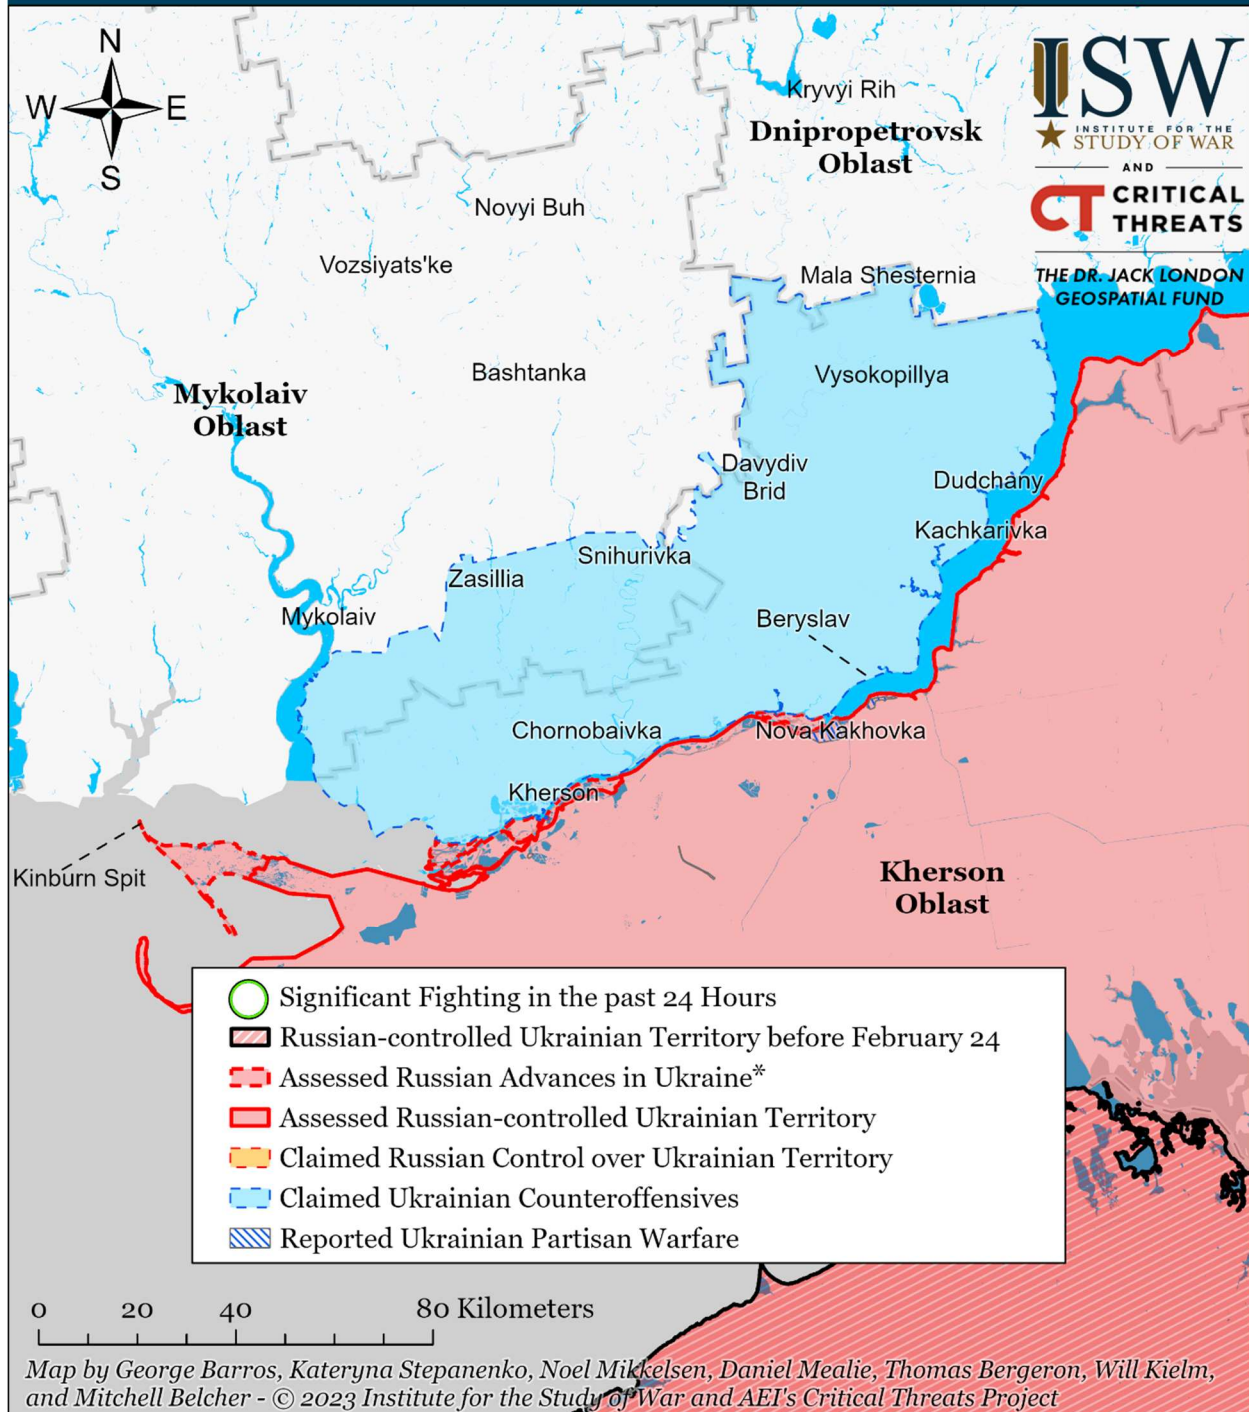 N
W
E
S
ISW
INSTITUTE FOR THE
STUDY OF WAR
AND
CT CRITICAL
THREATS
THE DR. JACK LONDON
GEOSPATIAL FUND
Kryvyi Rih
Dnipropetrovsk
Oblast
Novyi Buh
Vozsiyats'ke
Mala Shesternia
Bashtanka
Vysokopillya
Mykolaiv
Oblast
Davydiv
Brid
Dudchany
Kachkarivka
Snihurivka
Zasillia
Mykolaiv
Beryslav
Chornobaivka
Nova Kakhovka
Kherson
Kinburn Spit
Kherson
Oblast
Significant Fighting in the past 24 Hours
Russian-controlled Ukrainian Territory before February 24
Assessed Russian Advances in Ukraine*
Assessed Russian-controlled Ukrainian Territory
Claimed Russian Control over Ukrainian Territory
Claimed Ukrainian Counteroffensives
Reported Ukrainian Partisan Warfare
0 20 40 80 Kilometers
Map by George Barros, Kateryna Stepanenko, Noel Mikkelsen, Daniel Mealie, Thomas Bergeron, Will Kielm,
and Mitchell Belcher - © 2023 Institute for the Study of War and AEI's Critical Threats Project